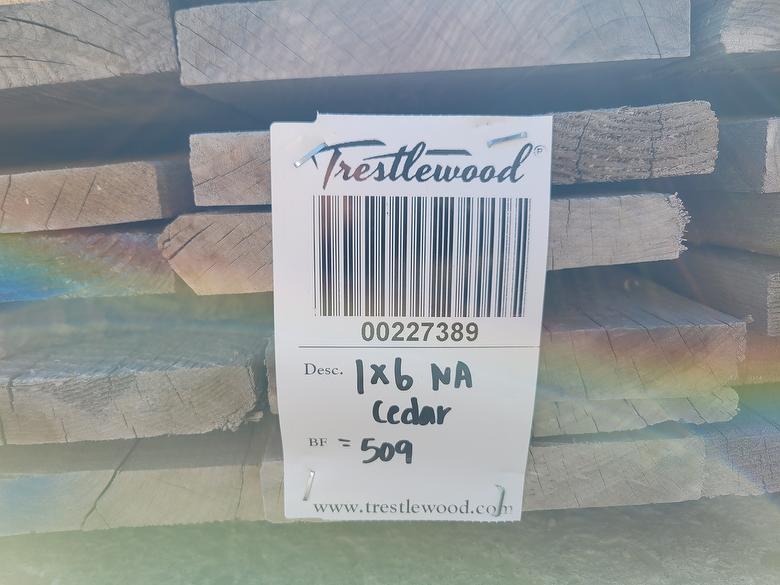 Trestlewood®
00227389
Desc. 1x6 NA
Cedar
BF = 509
www.trestlewood.com